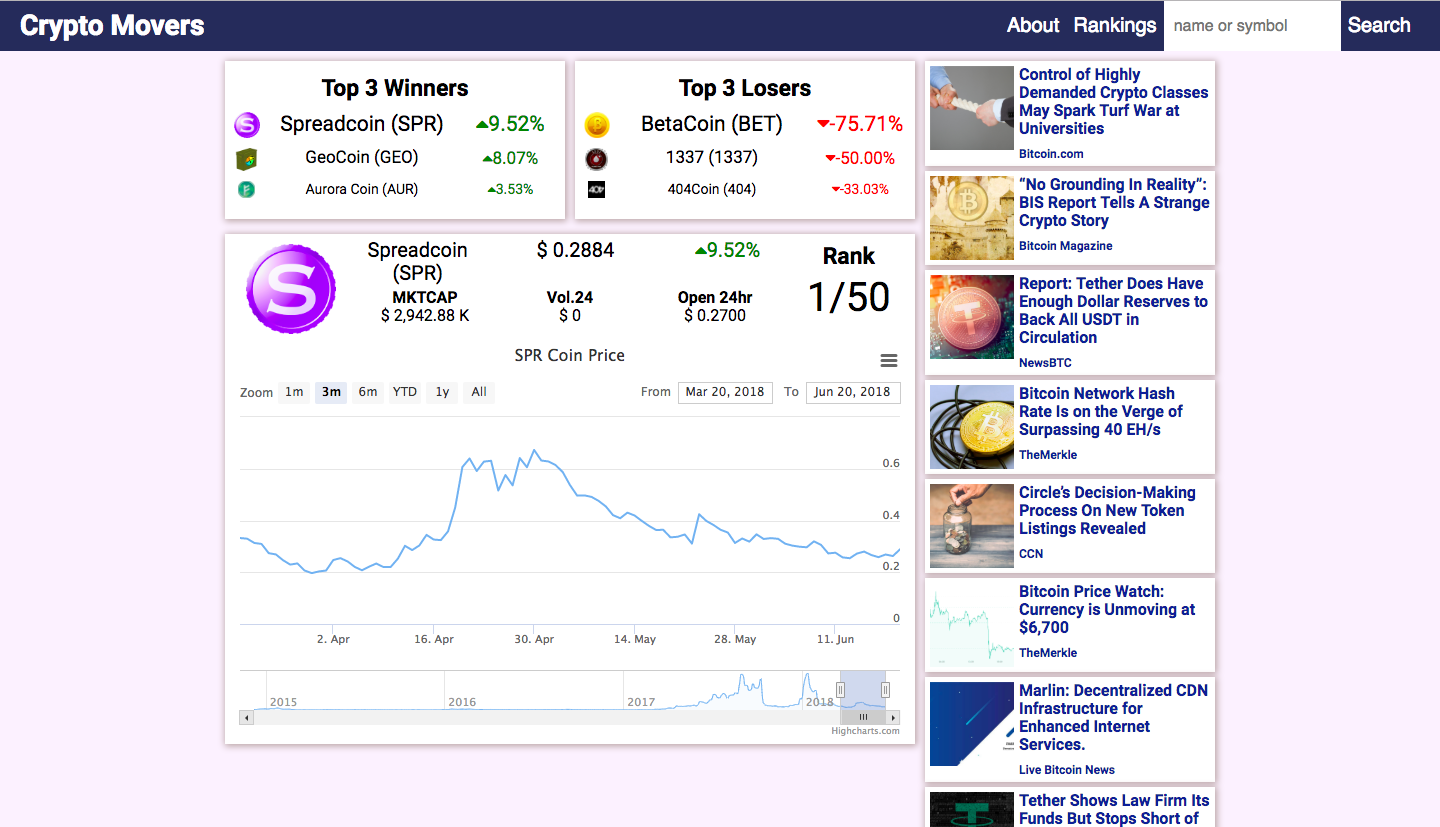 Crypto Movers
About Rankings name or symbol Search
Top 3 Winners
Spreadcoin (SPR) 9.52%
GeoCoin (GEO) 8.07%
Aurora Coin (AUR) 3.53%
Top 3 Losers
BetaCoin (BET) -75.71%
1337 (1337) -50.00%
404Coin (404) -33.03%
Spreadcoin
(SPR)
$ 0.2884
9.52%
MKTCAP
$ 2,942.88 K
Vol.24
$ 0
Open 24hr
$ 0.2700
Rank
1/50
SPR Coin Price
Zoom 1m 3m 6m YTD 1y All
From Mar 20, 2018 To Jun 20, 2018
0.6
0.4
0.2
0
2. Apr 16. Apr 30. Apr 14. May 28. May 11. Jun
2015 2016 2017 2018
Highcharts.com
Control of Highly
Demanded Crypto Classes
May Spark Turf War at
Universities
Bitcoin.com
“No Grounding In Reality”:
BIS Report Tells A Strange
Crypto Story
Bitcoin Magazine
Report: Tether Does Have
Enough Dollar Reserves to
Back All USDT in
Circulation
NewsBTC
Bitcoin Network Hash
Rate Is on the Verge of
Surpassing 40 EH/s
TheMerkle
Circle’s Decision-Making
Process On New Token
Listings Revealed
CCN
Bitcoin Price Watch:
Currency is Unmoving at
$6,700
TheMerkle
Marlin: Decentralized CDN
Infrastructure for
Enhanced Internet
Services.
Live Bitcoin News
Tether Shows Law Firm Its
Funds But Stops Short of